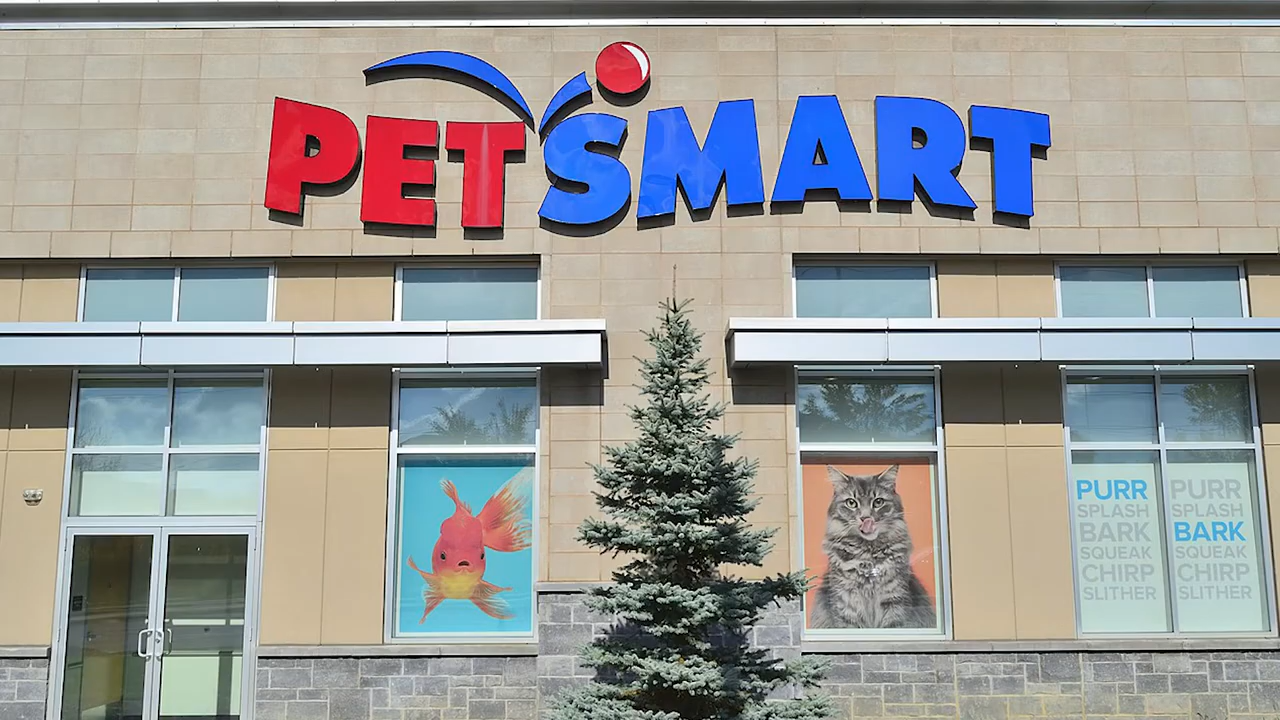 PETSMART
PURR
SPLASH
BARK
SQUEAK
CHIRP
SLITHER
PURR
SPLASH
BARK
SQUEAK
CHIRP
SLITHER